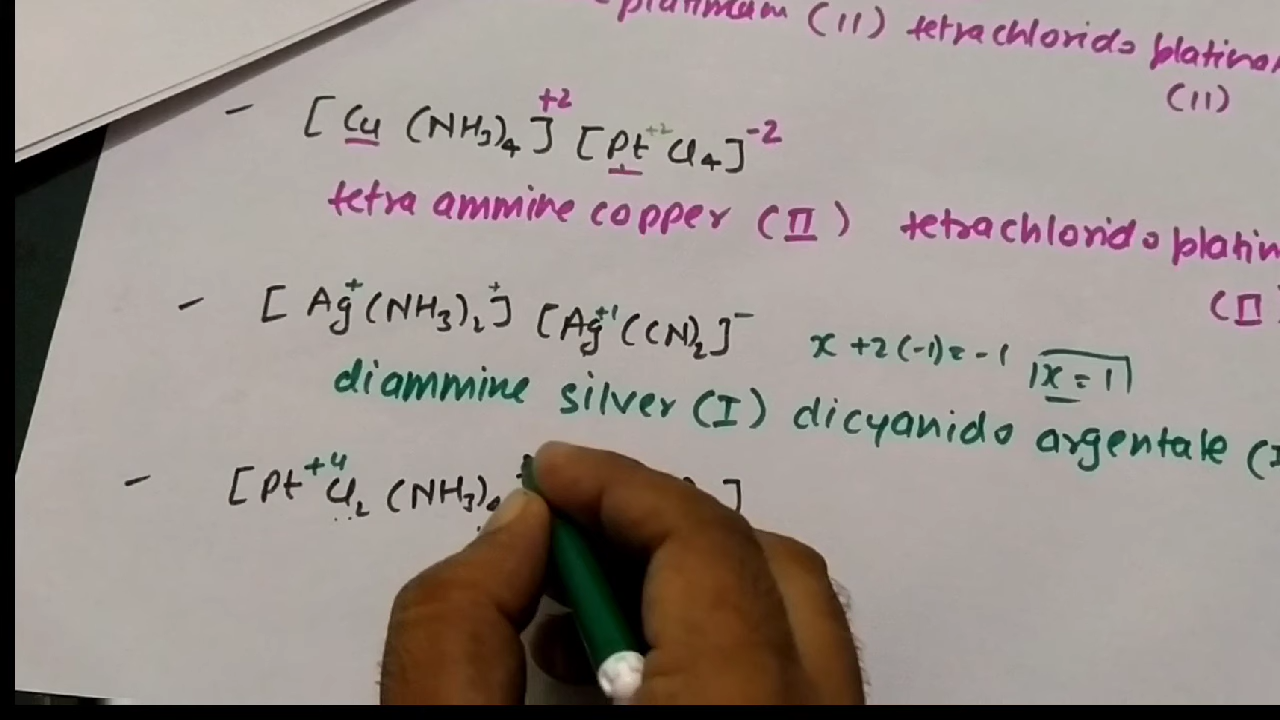 platinum (II) tetrachlorido platina
(II)
- [Cu (NH₃)₄]⁺² [Pt⁺² Cl₄]⁻²
tetra ammine copper (II) tetrachlorido platin
(II
- [Ag⁺(NH₃)₂]⁺ [Ag⁺¹(CN)₂]⁻ x + 2(-1) = -1 |x = 1|
diammine silver (I) dicyanido argentate (I
- [Pt⁺⁴ Cl₂ (NH₃)₄ ]